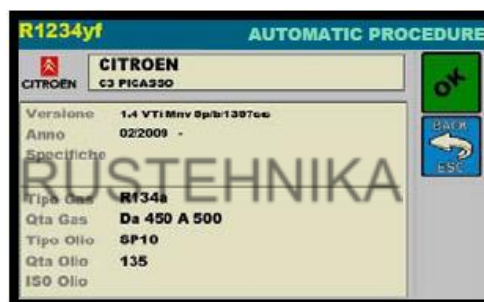 R1234yf AUTOMATIC PROCEDURE
CITROËN
CITROEN
C3 PICASSO
OK
BACK
ESC
Versione 1.4 VTi Mnv 8p/b/1397cc
Anno 02/2009 -
Specifiche
RUSTEHNIKA
Tipo Gas R134a
Qta Gas Da 450 A 500
Tipo Olio SP10
Qta Olio 135
ISO Olio